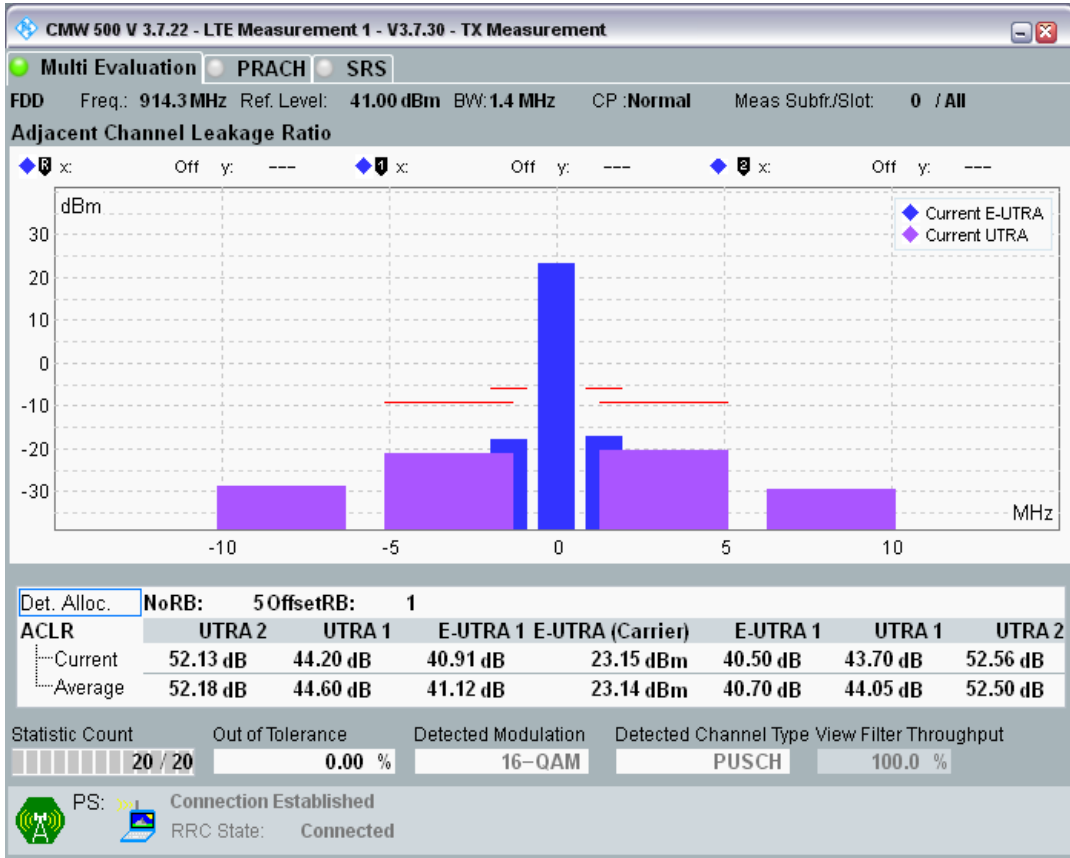 CMW 500 V 3.7.22 - LTE Measurement 1 - V3.7.30 - TX Measurement
Multi Evaluation PRACH SRS
FDD Freq.: 914.3 MHz Ref. Level: 41.00 dBm BW: 1.4 MHz CP :Normal Meas Subfr./Slot: 0 / All
Adjacent Channel Leakage Ratio
R x: Off y: --- 1 x: Off y: --- 2 x: Off y: ---
dBm
Current E-UTRA
Current UTRA
30
20
10
0
-10
-20
-30
MHz
-10 -5 0 5 10
Det. Alloc. NoRB: 5 OffsetRB: 1
ACLR UTRA 2 UTRA 1 E-UTRA 1 E-UTRA (Carrier) E-UTRA 1 UTRA 1 UTRA 2
Current 52.13 dB 44.20 dB 40.91 dB 23.15 dBm 40.50 dB 43.70 dB 52.56 dB
Average 52.18 dB 44.60 dB 41.12 dB 23.14 dBm 40.70 dB 44.05 dB 52.50 dB
Statistic Count Out of Tolerance Detected Modulation Detected Channel Type View Filter Throughput
20 / 20 0.00 % 16-QAM PUSCH 100.0 %
PS: Connection Established
RRC State: Connected